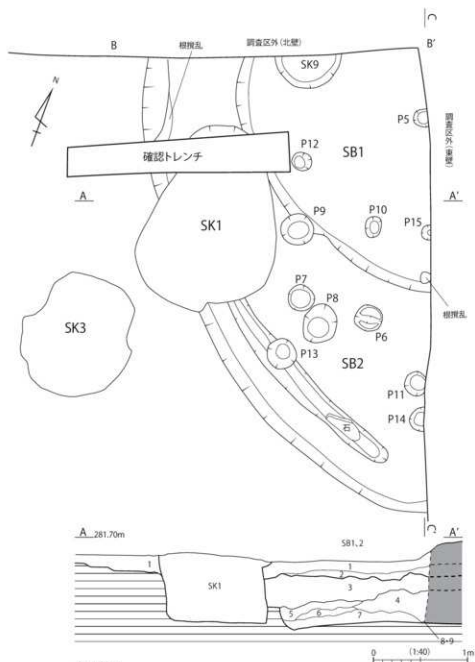 C
B
根撹乱
調査区外(北壁)
B'
SK9
N
P5
調査区外(東壁)
P12
SB1
確認トレンチ
A
A'
P9
P10
P15
SK1
根撹乱
P7
P8
P6
SK3
P13
SB2
P11
P14
石
C'
A
281.70m
SB1、2
A'
1
1
2
SK1
3
4
5
6
7
8・9
0
(1:40)
1m